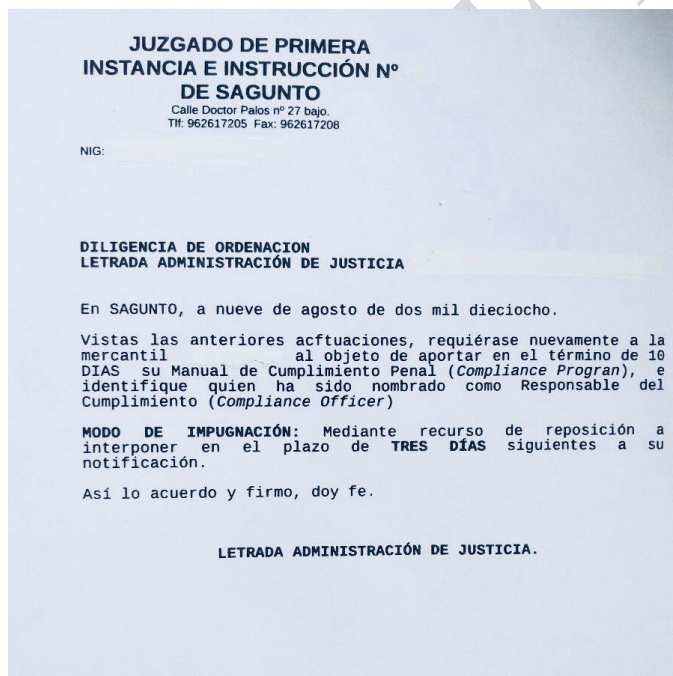 JUZGADO DE PRIMERA
INSTANCIA E INSTRUCCIÓN Nº
DE SAGUNTO
Calle Doctor Palos nº 27 bajo.
Tlf: 962617205 Fax: 962617208
NIG:
DILIGENCIA DE ORDENACION
LETRADA ADMINISTRACIÓN DE JUSTICIA
En SAGUNTO, a nueve de agosto de dos mil dieciocho.
Vistas las anteriores acftuaciones, requiérase nuevamente a la
mercantil al objeto de aportar en el término de 10
DIAS su Manual de Cumplimiento Penal (Compliance Progran), e
identifique quien ha sido nombrado como Responsable del
Cumplimiento (Compliance Officer)
MODO DE IMPUGNACIÓN: Mediante recurso de reposición a
interponer en el plazo de TRES DÍAS siguientes a su
notificación.
Así lo acuerdo y firmo, doy fe.
LETRADA ADMINISTRACIÓN DE JUSTICIA.